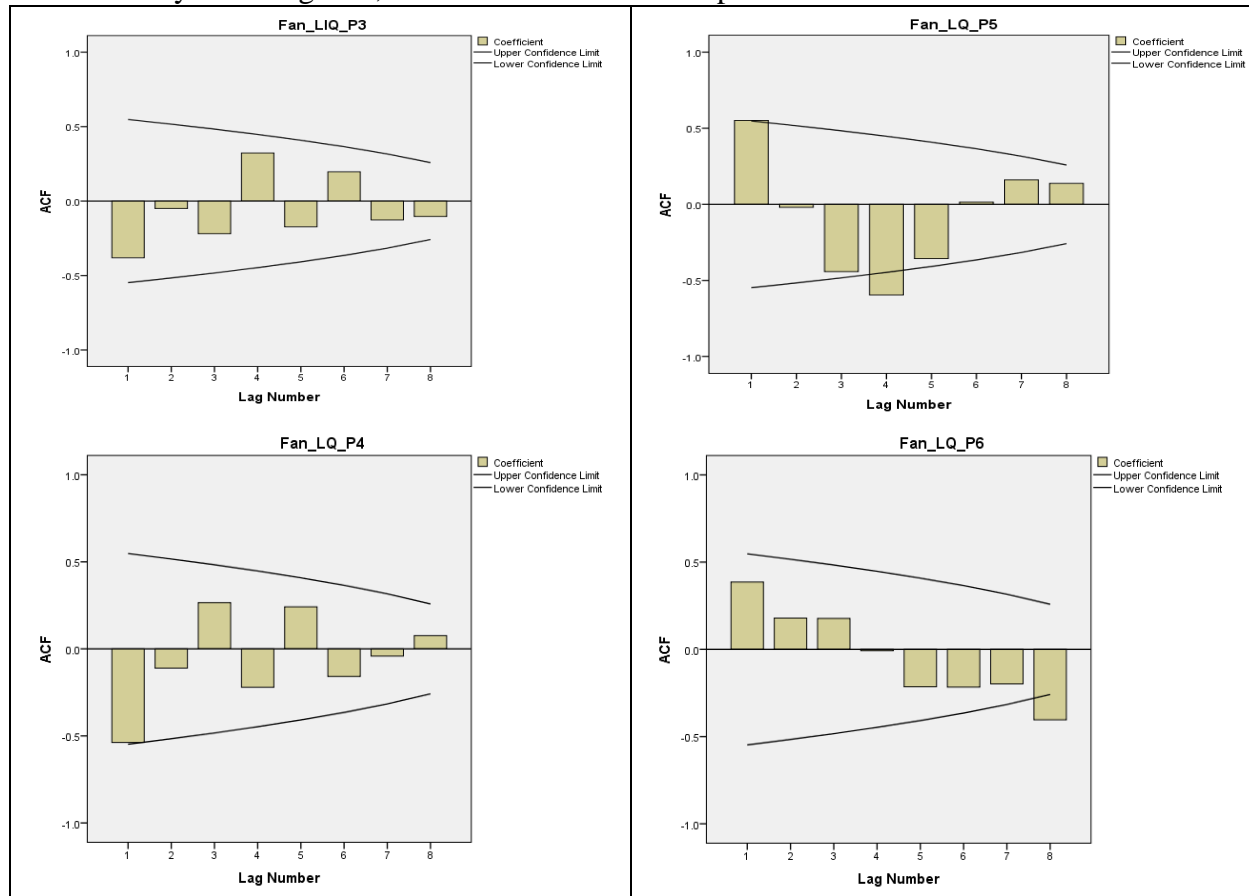 Fan_LIQ_P3
Coefficient
Upper Confidence Limit
Lower Confidence Limit
1.0
0.5
0.0
-0.5
-1.0
ACF
1 2 3 4 5 6 7 8
Lag Number
Fan_LQ_P5
Coefficient
Upper Confidence Limit
Lower Confidence Limit
1.0
0.5
0.0
-0.5
-1.0
ACF
1 2 3 4 5 6 7 8
Lag Number
Fan_LQ_P4
Coefficient
Upper Confidence Limit
Lower Confidence Limit
1.0
0.5
0.0
-0.5
-1.0
ACF
1 2 3 4 5 6 7 8
Lag Number
Fan_LQ_P6
Coefficient
Upper Confidence Limit
Lower Confidence Limit
1.0
0.5
0.0
-0.5
-1.0
ACF
1 2 3 4 5 6 7 8
Lag Number